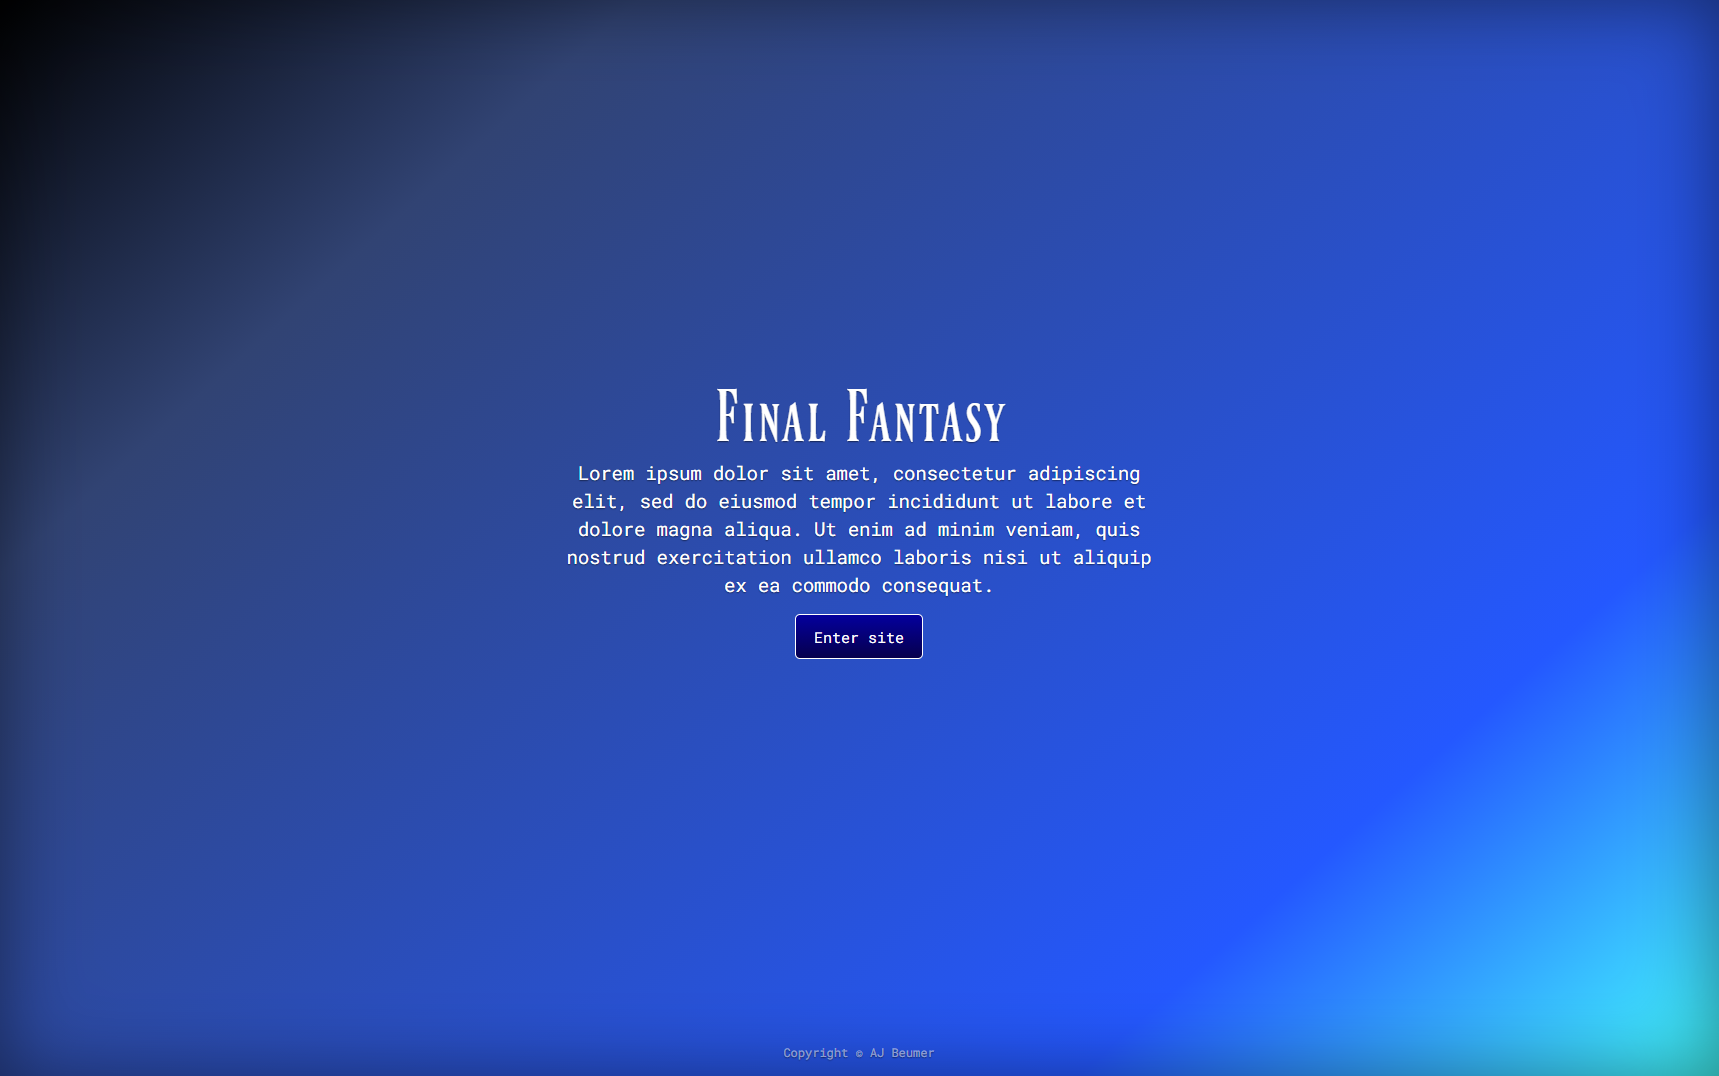 Final Fantasy
Lorem ipsum dolor sit amet, consectetur adipiscing
elit, sed do eiusmod tempor incididunt ut labore et
dolore magna aliqua. Ut enim ad minim veniam, quis
nostrud exercitation ullamco laboris nisi ut aliquip
ex ea commodo consequat.
Enter site
Copyright © AJ Beumer